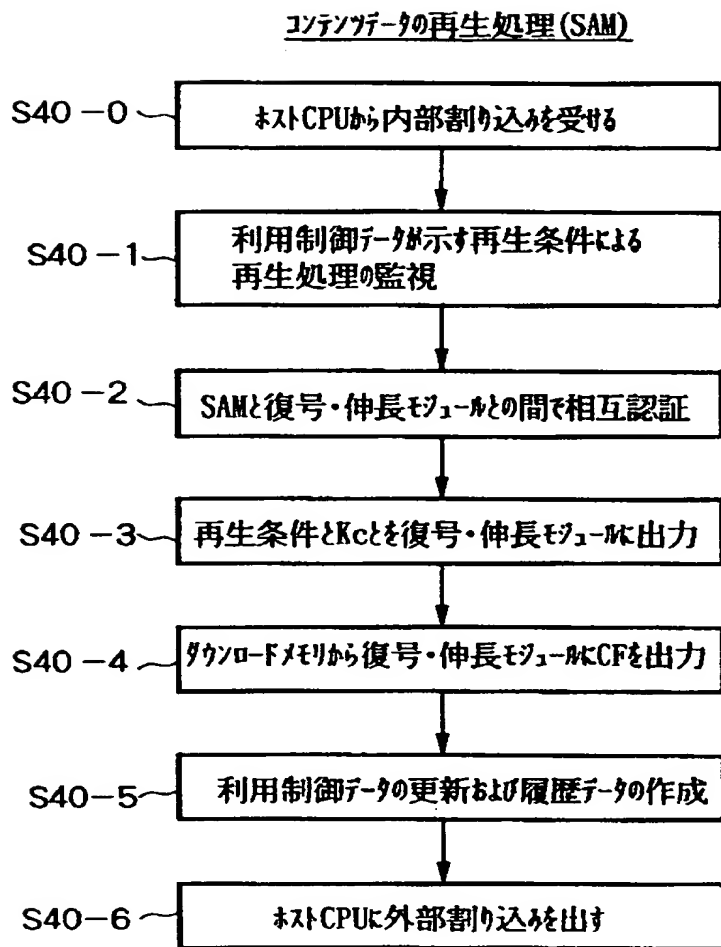 コンテンツデータの再生処理(SAM)
S40-0
ホストCPUから内部割り込みを受ける
S40-1
利用制御データが示す再生条件による
再生処理の監視
S40-2
SAMと復号・伸長モジュールとの間で相互認証
S40-3
再生条件とKcとを復号・伸長モジュールに出力
S40-4
ダウンロードメモリから復号・伸長モジュールにCFを出力
S40-5
利用制御データの更新および履歴データの作成
S40-6
ホストCPUに外部割り込みを出す